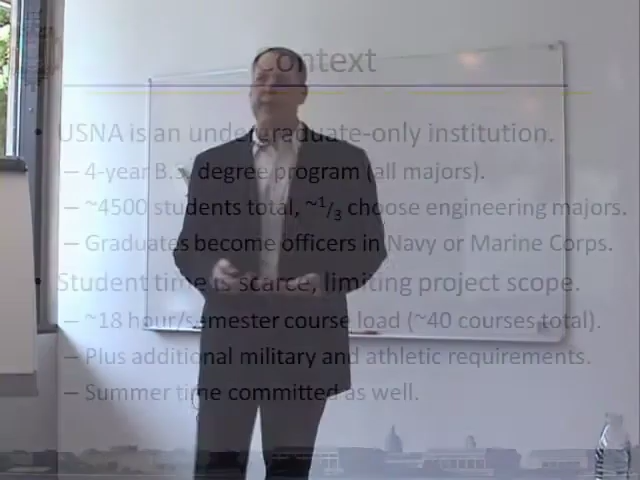 Context
• USNA is an undergraduate-only institution.
– 4-year B.S. degree program (all majors).
– ~4500 students total, ~1/3 choose engineering majors.
– Graduates become officers in Navy or Marine Corps.
• Student time is scarce, limiting project scope.
– ~18 hour/semester course load (~40 courses total).
– Plus additional military and athletic requirements.
– Summer time committed as well.